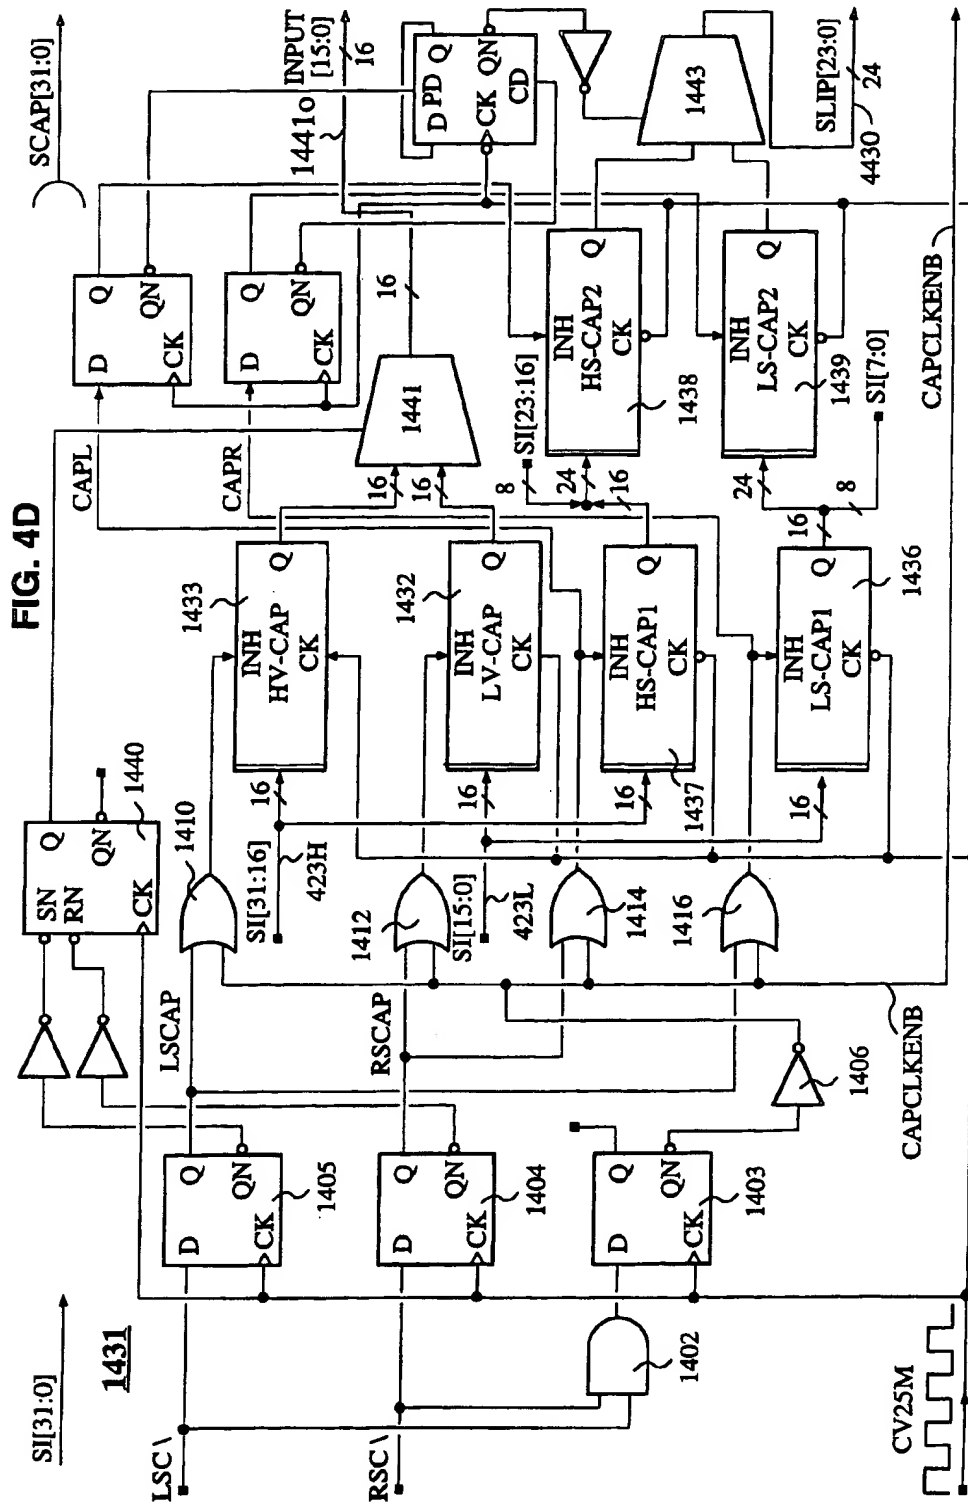 FIG. 4D
SI[31:0]
1431
SCAP[31:0]
LSC\
RSC\
CV25M
1402
D
Q
QN
CK
1405
D
Q
QN
CK
1404
D
Q
QN
CK
1403
1406
LSCAP
RSCAP
CAPCLKENB
SN
RN
CK
Q
QN
1440
1410
1412
1414
1416
SI[31:16]
423H
SI[15:0]
423L
16
16
16
16
INH
HV-CAP
CK
Q
1433
INH
LV-CAP
CK
Q
1432
INH
HS-CAP1
CK
Q
1437
INH
LS-CAP1
CK
Q
1436
CAPL
CAPR
16
16
1441
16
8
24
16
SI[23:16]
16
24
8
SI[7:0]
D
Q
QN
CK
D
Q
QN
CK
INH
HS-CAP2
CK
Q
1438
INH
LS-CAP2
CK
Q
1439
INPUT
[15:0]
16
1441o
D
PD
Q
QN
CK
CD
1443
SLIP[23:0]
24
4430
CAPCLKENB